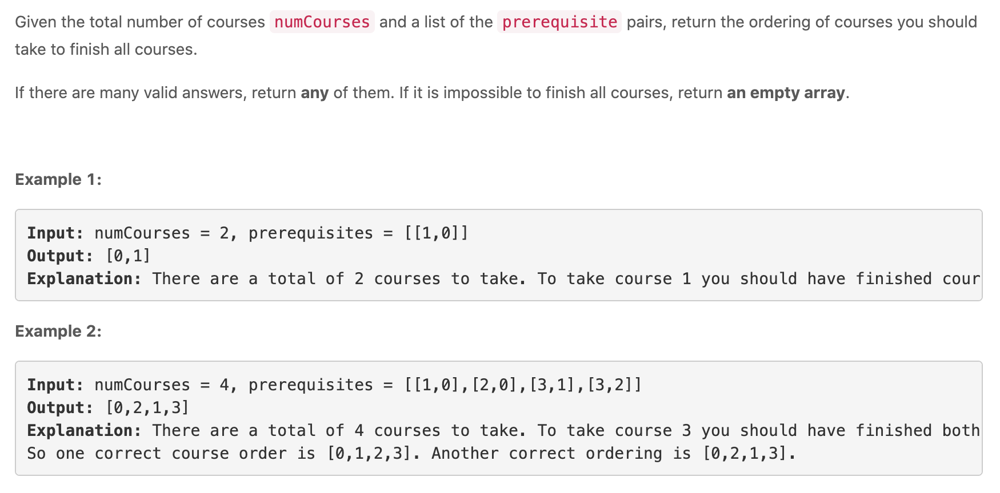 Given the total number of courses numCourses and a list of the prerequisite pairs, return the ordering of courses you should
take to finish all courses.
If there are many valid answers, return any of them. If it is impossible to finish all courses, return an empty array.
Example 1:
Input: numCourses = 2, prerequisites = [[1,0]]
Output: [0,1]
Explanation: There are a total of 2 courses to take. To take course 1 you should have finished cour
Example 2:
Input: numCourses = 4, prerequisites = [[1,0],[2,0],[3,1],[3,2]]
Output: [0,2,1,3]
Explanation: There are a total of 4 courses to take. To take course 3 you should have finished both
So one correct course order is [0,1,2,3]. Another correct ordering is [0,2,1,3].